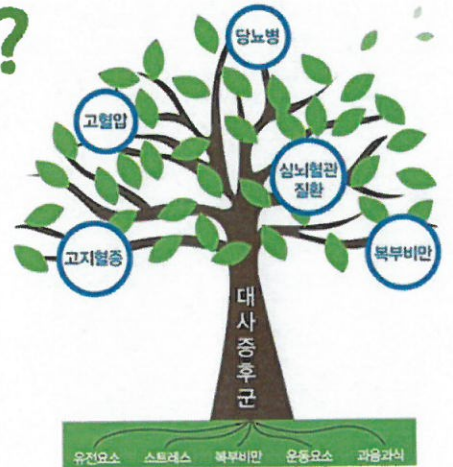 ?
당뇨병
고혈압
심뇌혈관
질환
고지혈증
복부비만
대사증후군
유전요소 스트레스 복부비만 운동요소 과음과식